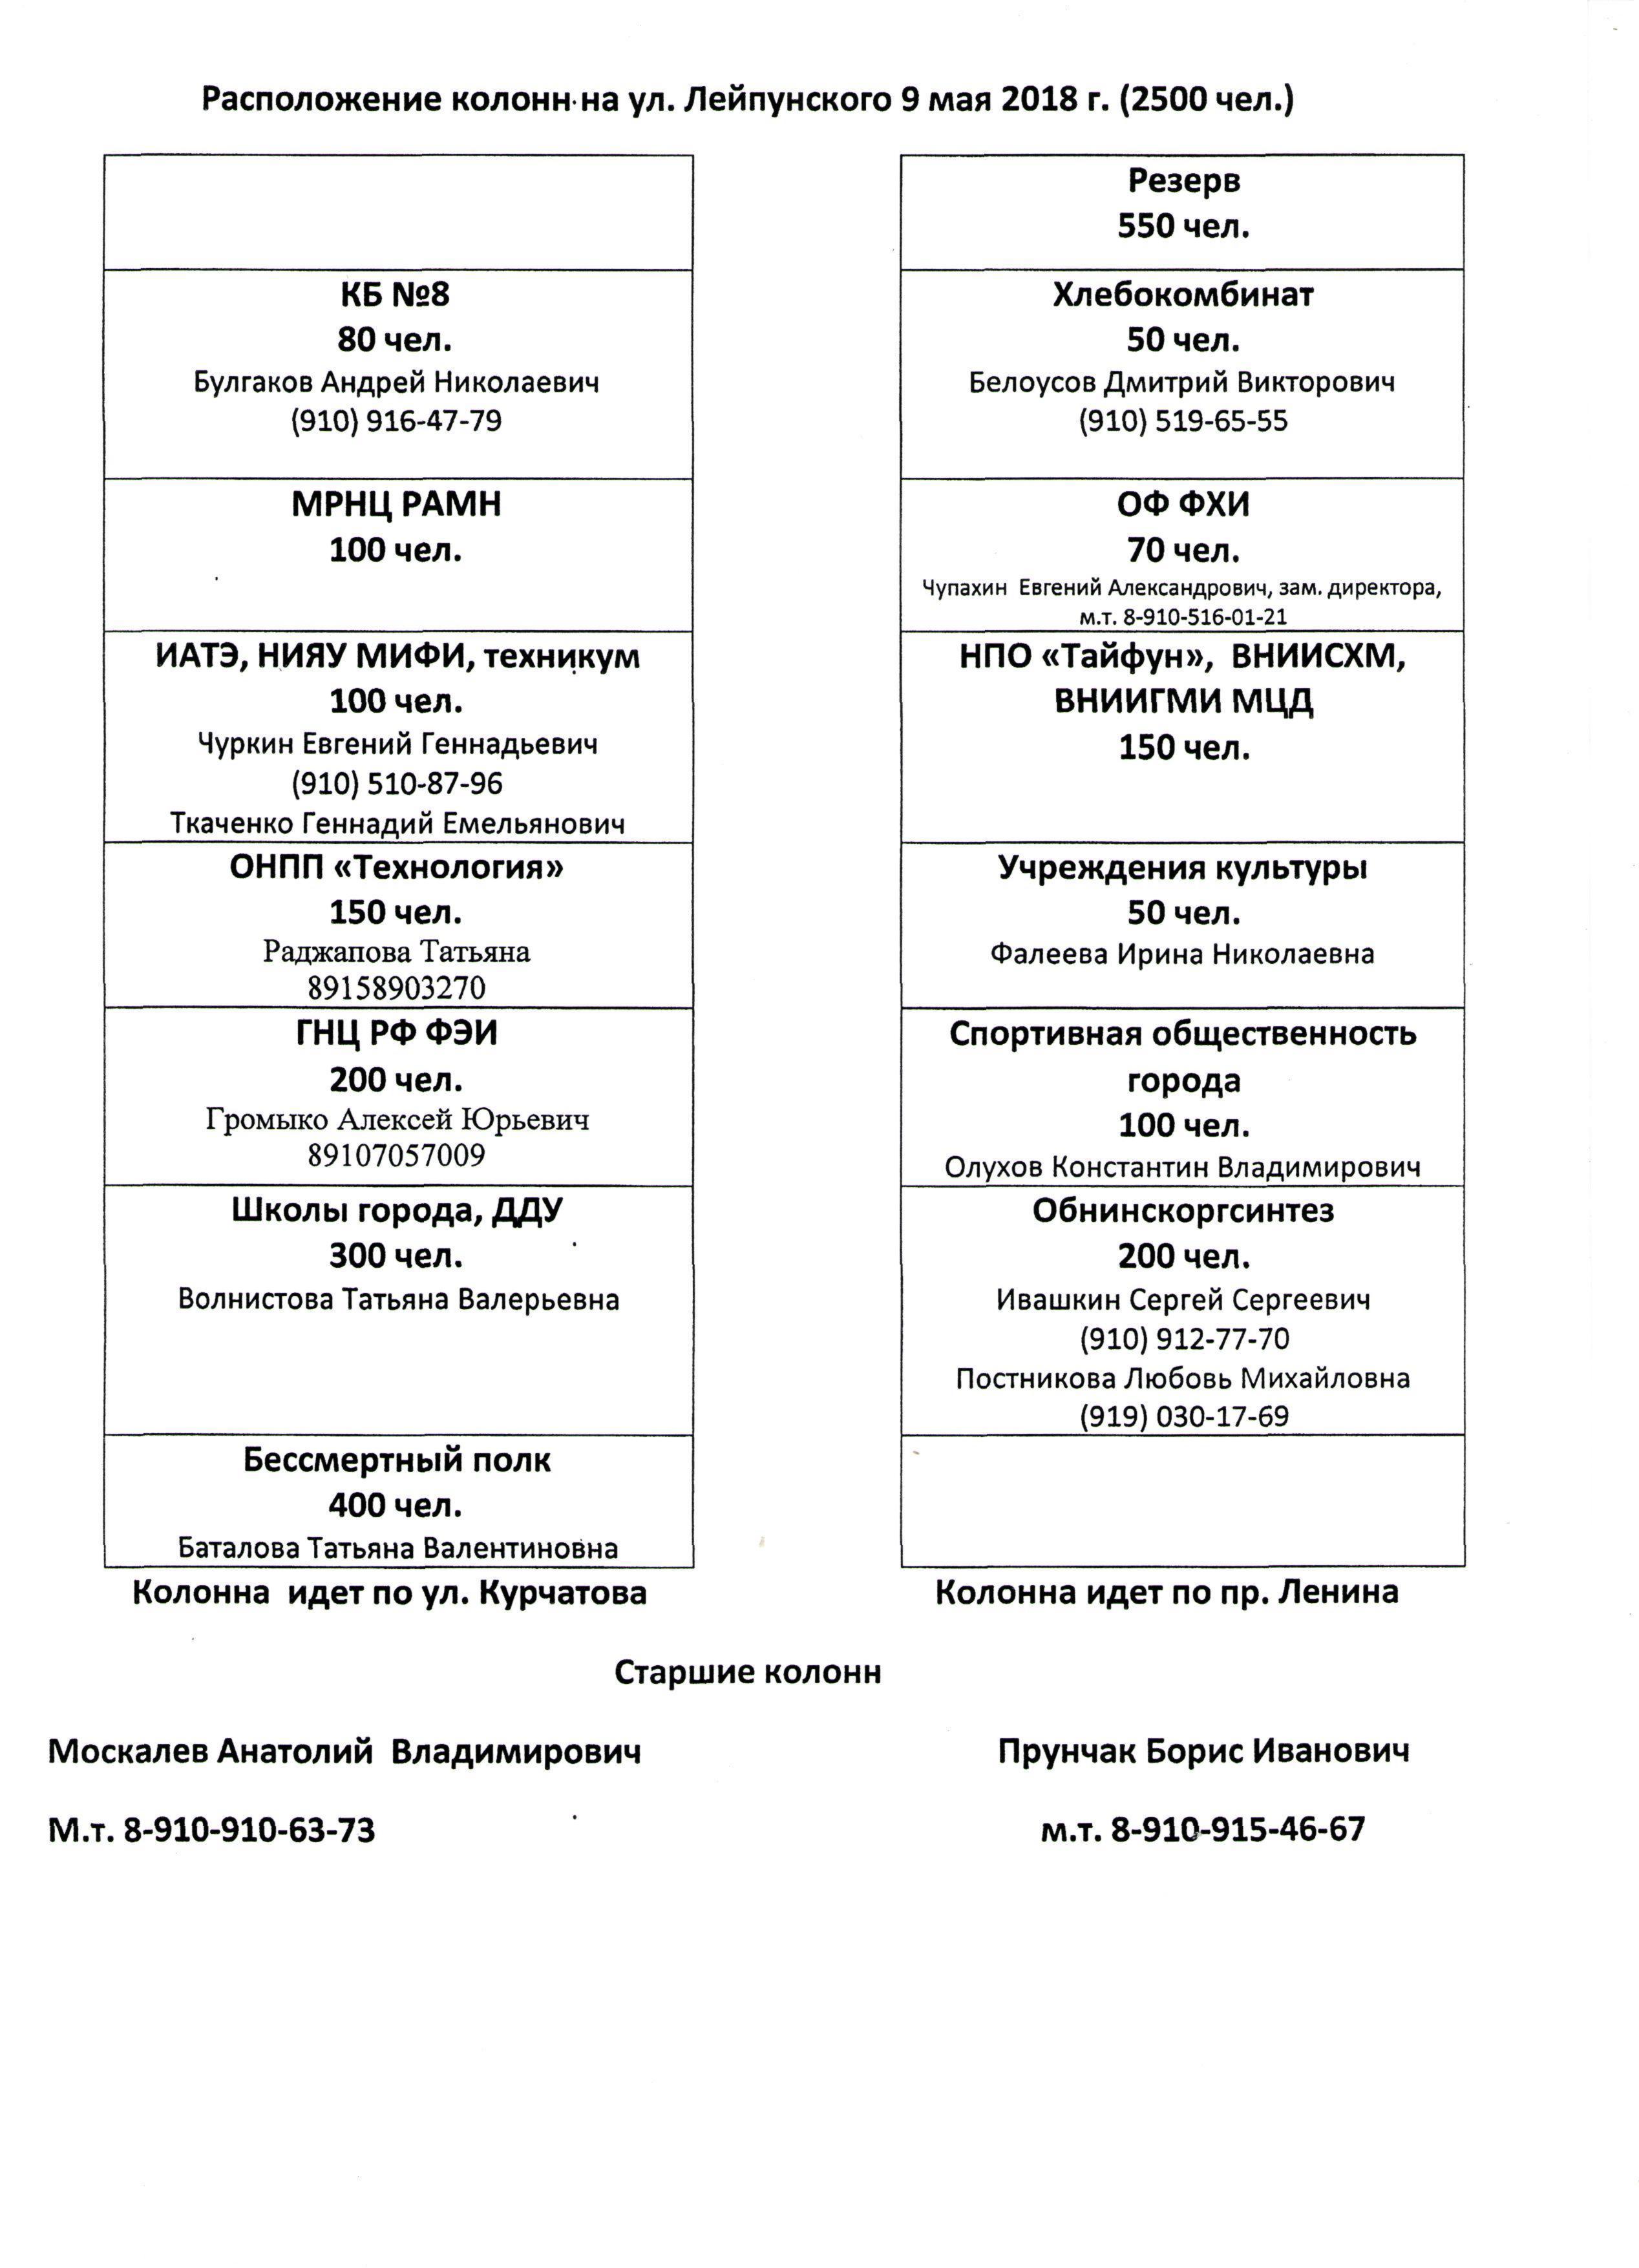 Расположение колонн на ул. Лейпунского 9 мая 2018 г. (2500 чел.)
КБ №8
80 чел.
Булгаков Андрей Николаевич
(910) 916-47-79
МРНЦ РАМН
100 чел.
ИАТЭ, НИЯУ МИФИ, техникум
100 чел.
Чуркин Евгений Геннадьевич
(910) 510-87-96
Ткаченко Геннадий Емельянович
ОНПП «Технология»
150 чел.
Раджапова Татьяна
89158903270
ГНЦ РФ ФЭИ
200 чел.
Громыко Алексей Юрьевич
89107057009
Школы города, ДДУ
300 чел.
Волнистова Татьяна Валерьевна
Бессмертный полк
400 чел.
Баталова Татьяна Валентиновна
Колонна идет по ул. Курчатова
Резерв
550 чел.
Хлебокомбинат
50 чел.
Белоусов Дмитрий Викторович
(910) 519-65-55
ОФ ФХИ
70 чел.
Чупахин Евгений Александрович, зам. директора,
м.т. 8-910-516-01-21
НПО «Тайфун», ВНИИСХМ,
ВНИИГМИ МЦД
150 чел.
Учреждения культуры
50 чел.
Фалеева Ирина Николаевна
Спортивная общественность
города
100 чел.
Олухов Константин Владимирович
Обнинскоргсинтез
200 чел.
Ивашкин Сергей Сергеевич
(910) 912-77-70
Постникова Любовь Михайловна
(919) 030-17-69
Колонна идет по пр. Ленина
Старшие колонн
Москалев Анатолий Владимирович
М.т. 8-910-910-63-73
Прунчак Борис Иванович
м.т. 8-910-915-46-67